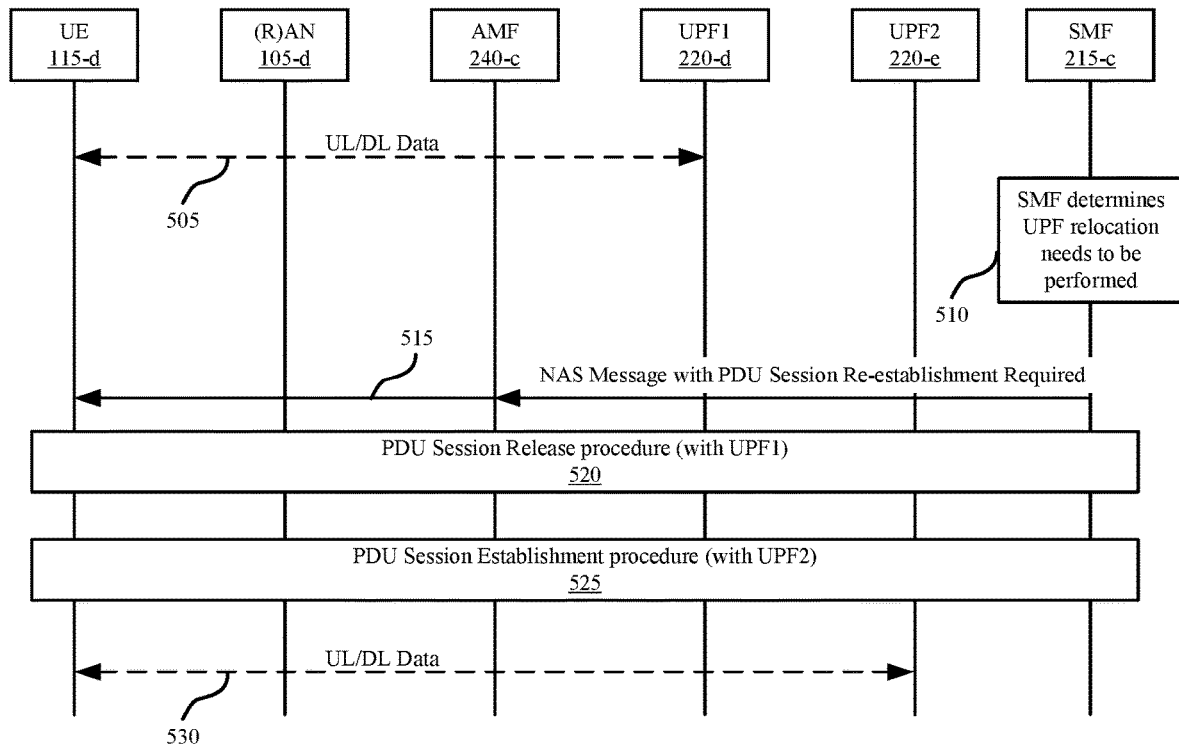 UE
115-d
(R)AN
105-d
AMF
240-c
UPF1
220-d
UPF2
220-e
SMF
215-c
UL/DL Data
505
SMF determines
UPF relocation
needs to be
performed
510
515
NAS Message with PDU Session Re-establishment Required
PDU Session Release procedure (with UPF1)
520
PDU Session Establishment procedure (with UPF2)
525
UL/DL Data
530